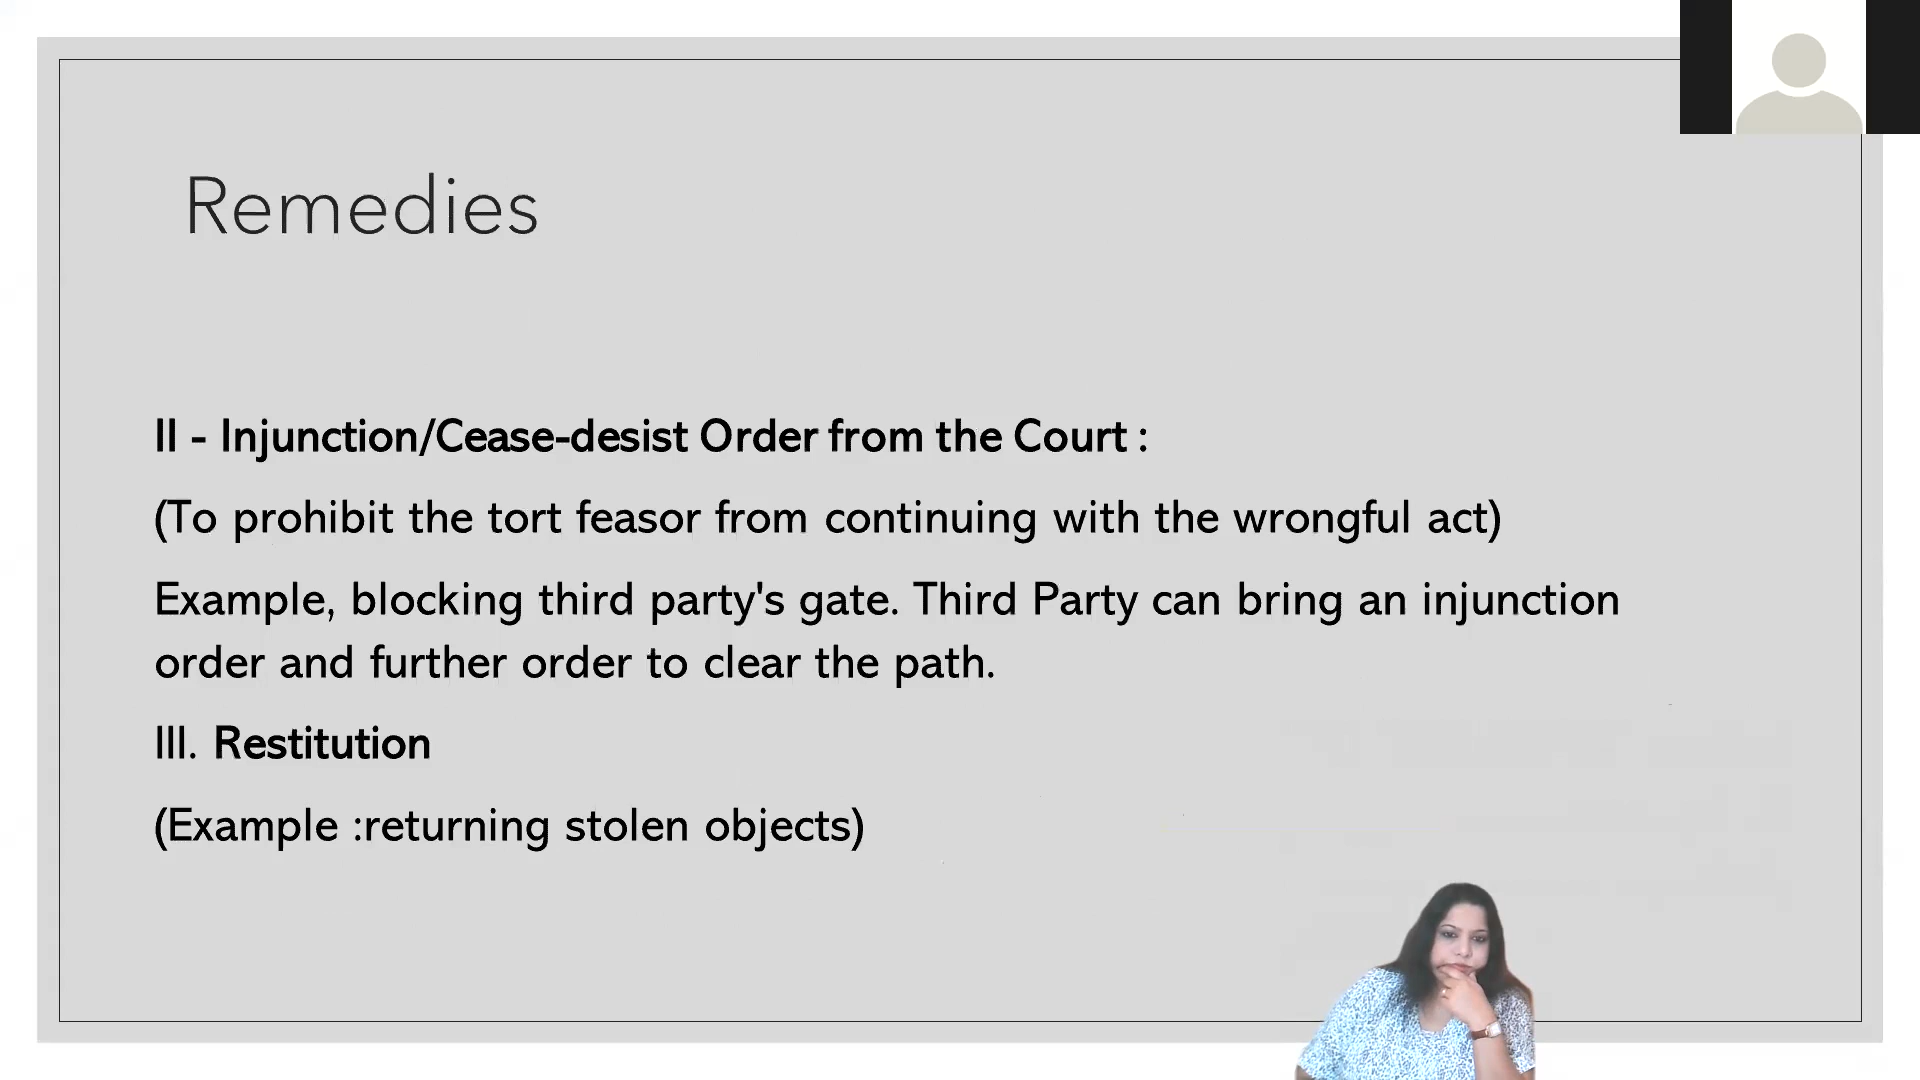 Remedies
II - Injunction/Cease-desist Order from the Court :
(To prohibit the tort feasor from continuing with the wrongful act)
Example, blocking third party's gate. Third Party can bring an injunction
order and further order to clear the path.
III. Restitution
(Example :returning stolen objects)